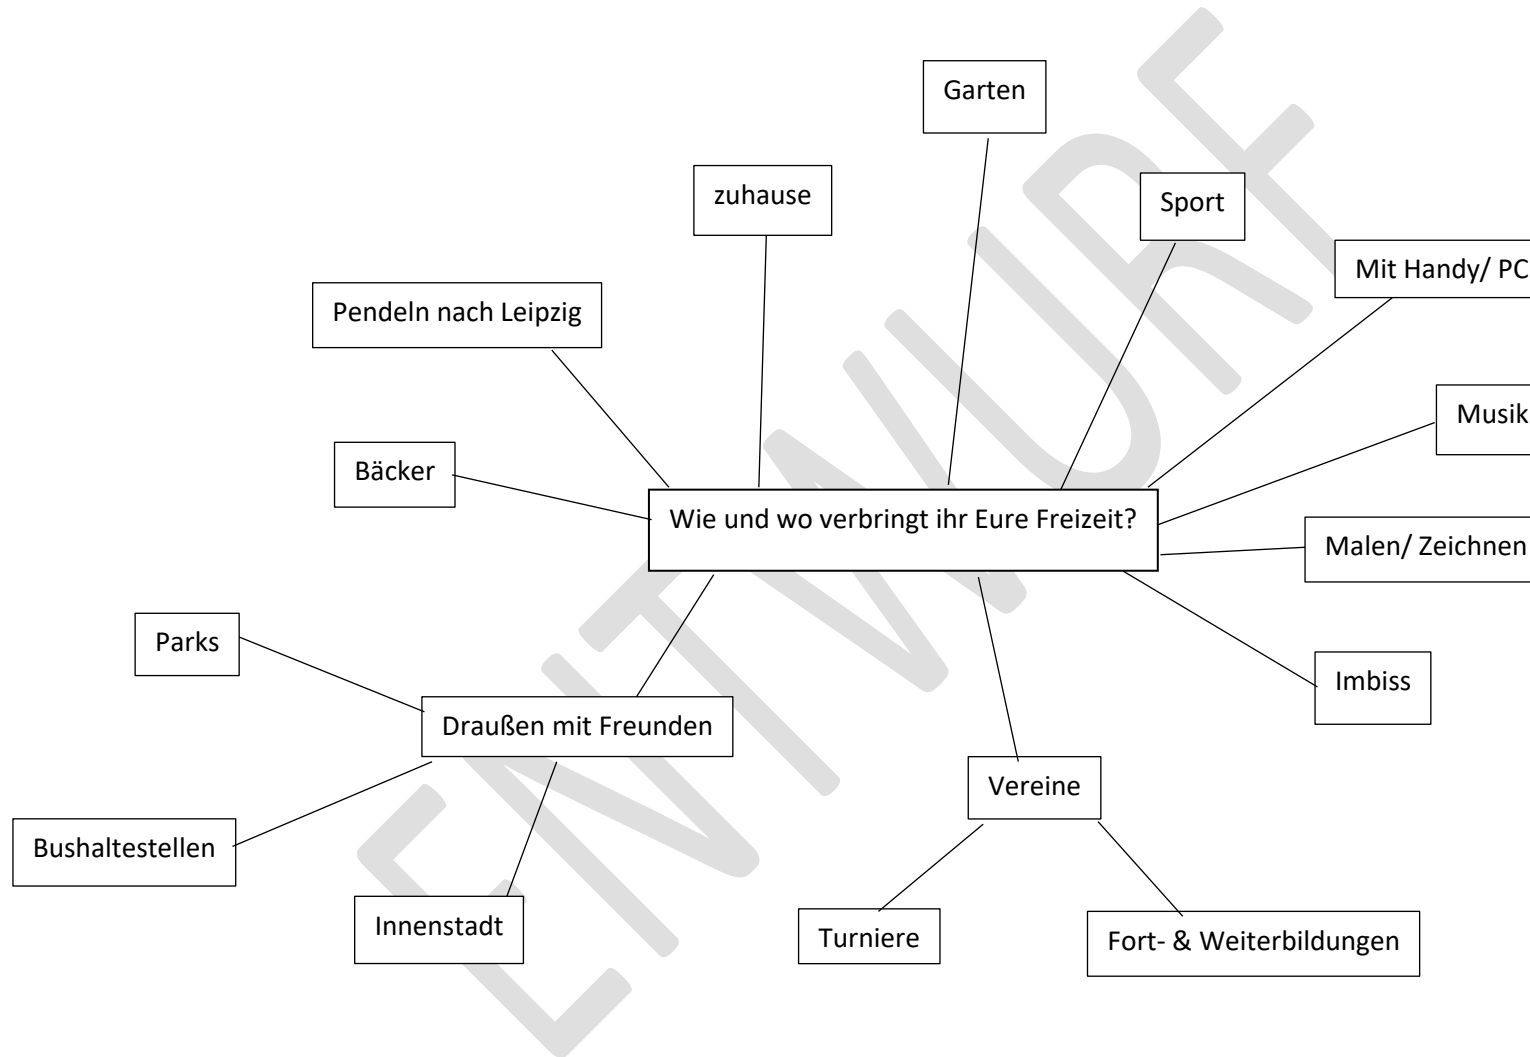 Garten
zuhause
Sport
Mit Handy/ PC
Pendeln nach Leipzig
Musik
Bäcker
Wie und wo verbringt ihr Eure Freizeit?
Malen/ Zeichnen
Parks
Imbiss
Draußen mit Freunden
Vereine
Bushaltestellen
Innenstadt
Turniere
Fort- & Weiterbildungen
ENTWURF